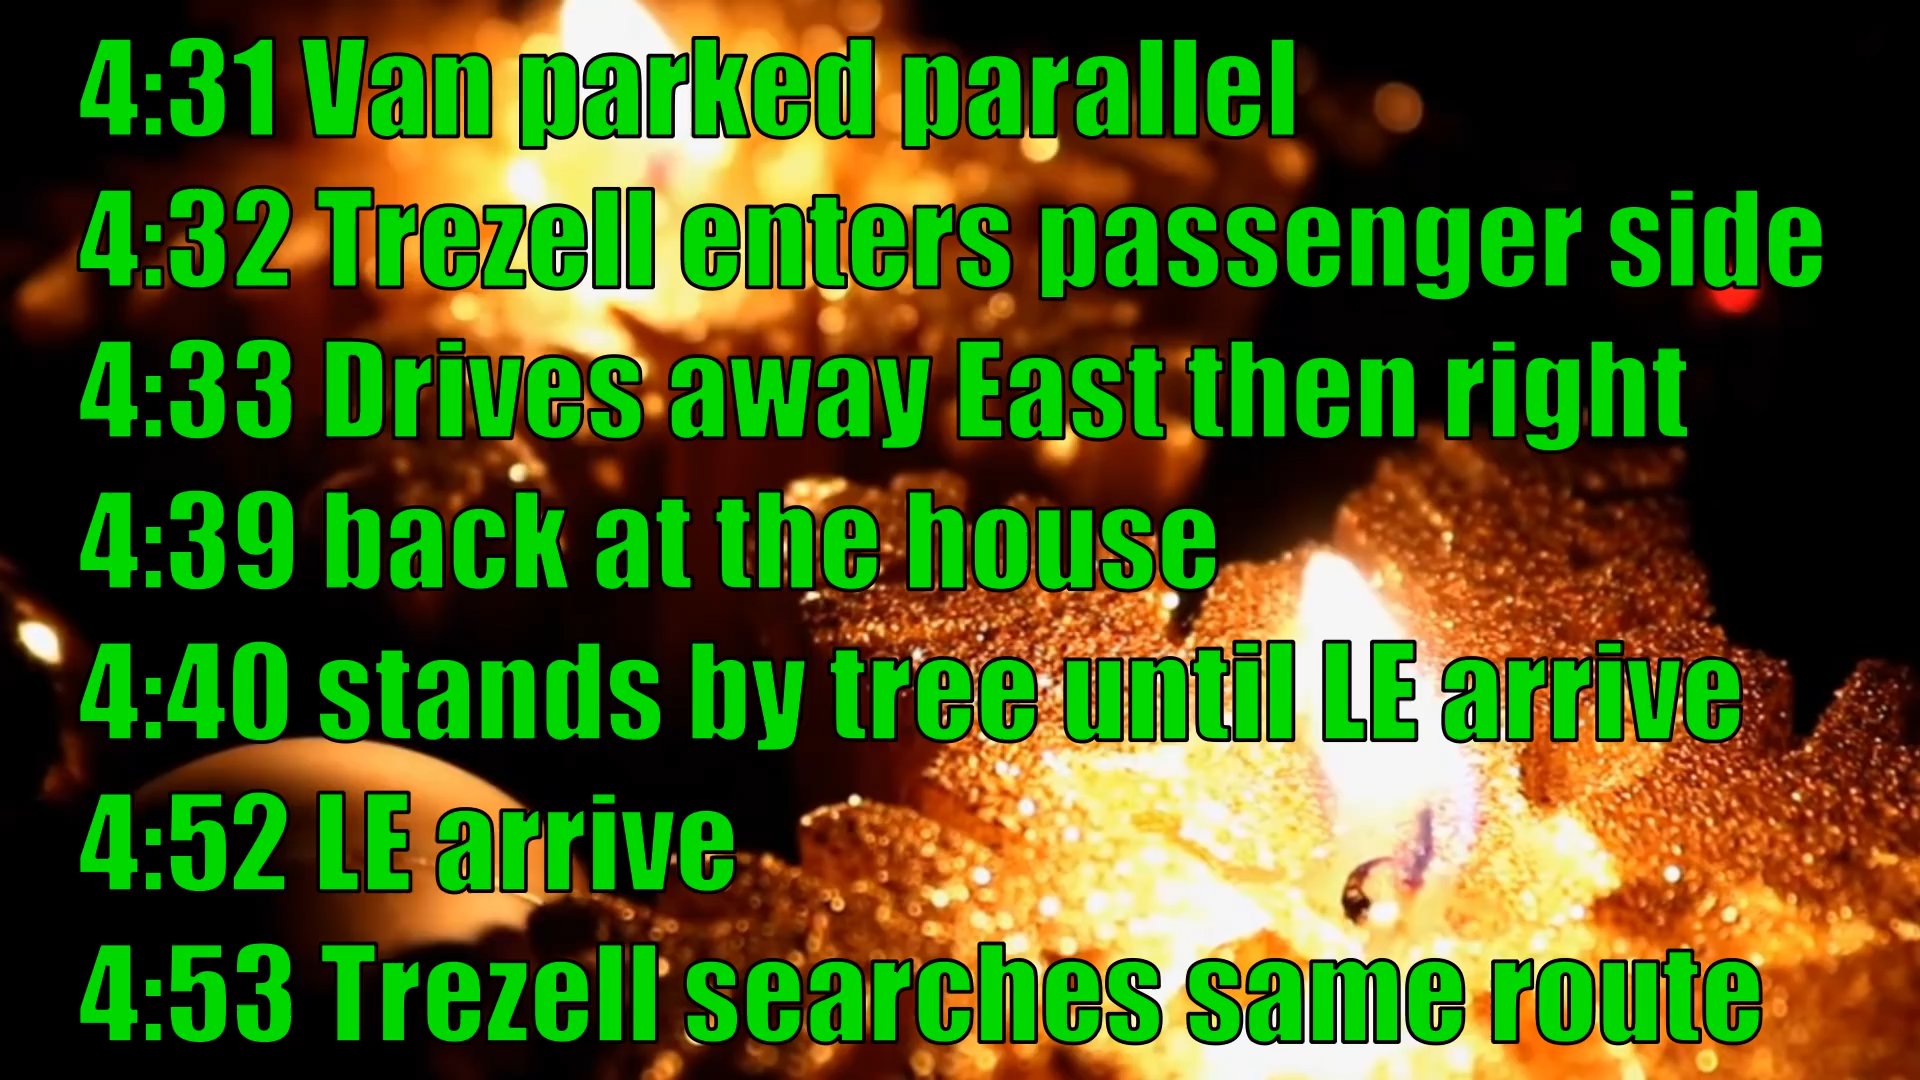 4:31 Van parked parallel
4:32 Trezell enters passenger side
4:33 Drives away East then right
4:39 back at the house
4:40 stands by tree until LE arrive
4:52 LE arrive
4:53 Trezell searches same route